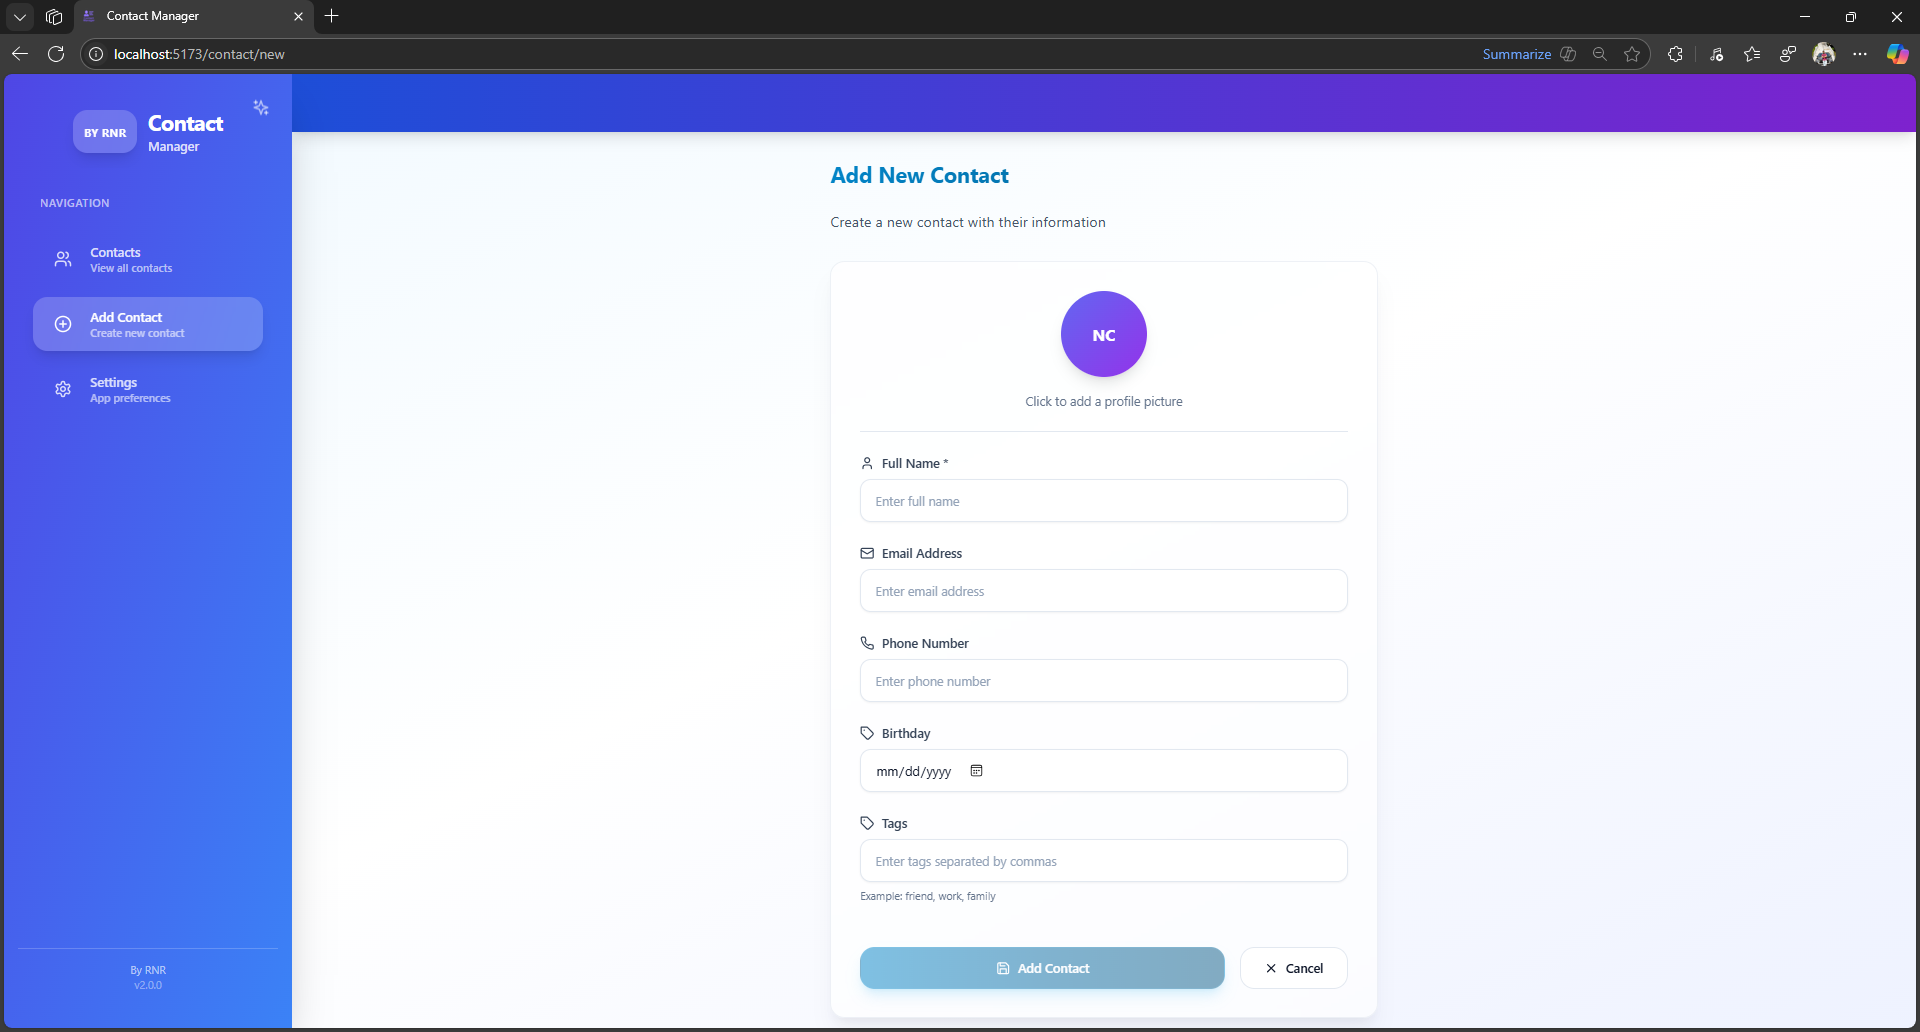 Contact Manager
localhost:5173/contact/new
Summarize
BY RNR
Contact
Manager
NAVIGATION
Contacts
View all contacts
Add Contact
Create new contact
Settings
App preferences
By RNR
v2.0.0
Add New Contact
Create a new contact with their information
NC
Click to add a profile picture
Full Name *
Enter full name
Email Address
Enter email address
Phone Number
Enter phone number
Birthday
mm/dd/yyyy
Tags
Enter tags separated by commas
Example: friend, work, family
Add Contact
Cancel